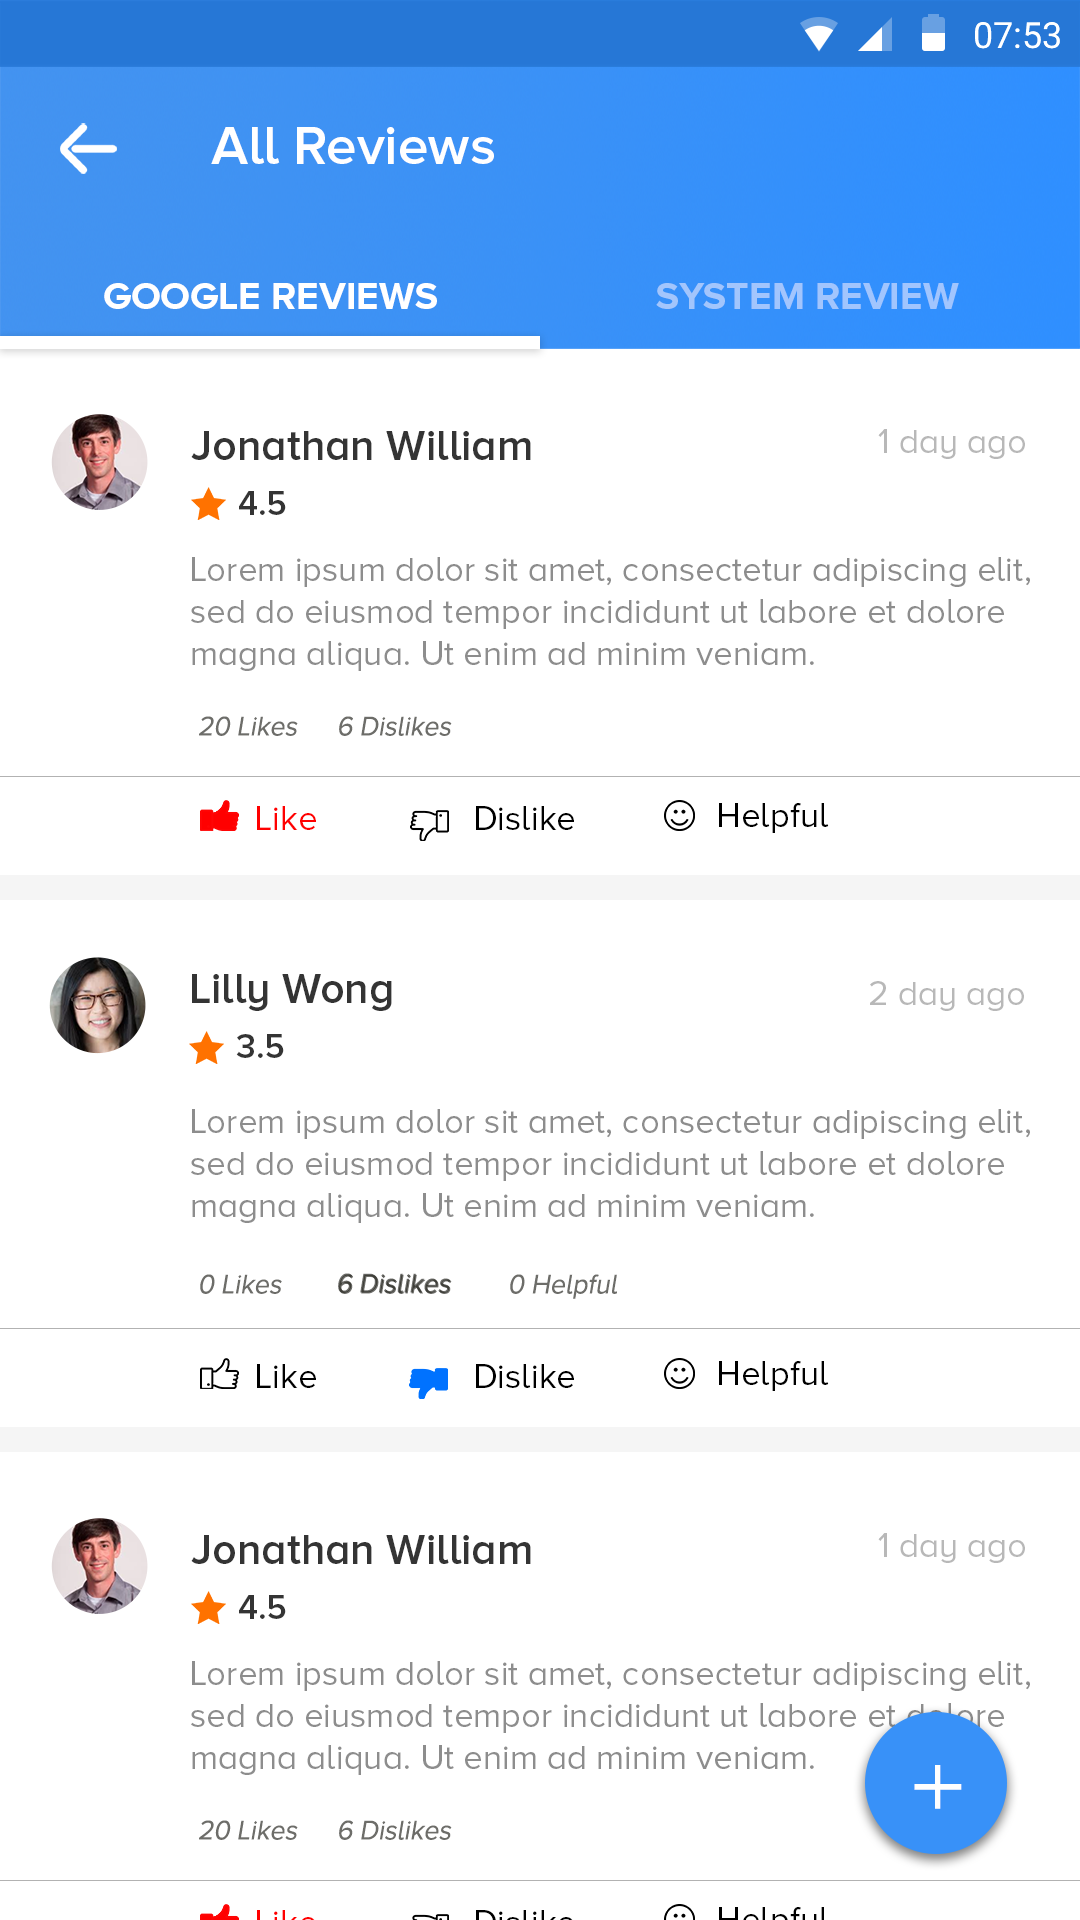 07:53
All Reviews
GOOGLE REVIEWS SYSTEM REVIEW
Jonathan William 1 day ago
4.5
Lorem ipsum dolor sit amet, consectetur adipiscing elit,
sed do eiusmod tempor incididunt ut labore et dolore
magna aliqua. Ut enim ad minim veniam.
20 Likes 6 Dislikes
Like Dislike Helpful
Lilly Wong 2 day ago
3.5
Lorem ipsum dolor sit amet, consectetur adipiscing elit,
sed do eiusmod tempor incididunt ut labore et dolore
magna aliqua. Ut enim ad minim veniam.
0 Likes 6 Dislikes 0 Helpful
Like Dislike Helpful
Jonathan William 1 day ago
4.5
Lorem ipsum dolor sit amet, consectetur adipiscing elit,
sed do eiusmod tempor incididunt ut labore et dolore
magna aliqua. Ut enim ad minim veniam.
20 Likes 6 Dislikes
Like Dislike Helpful